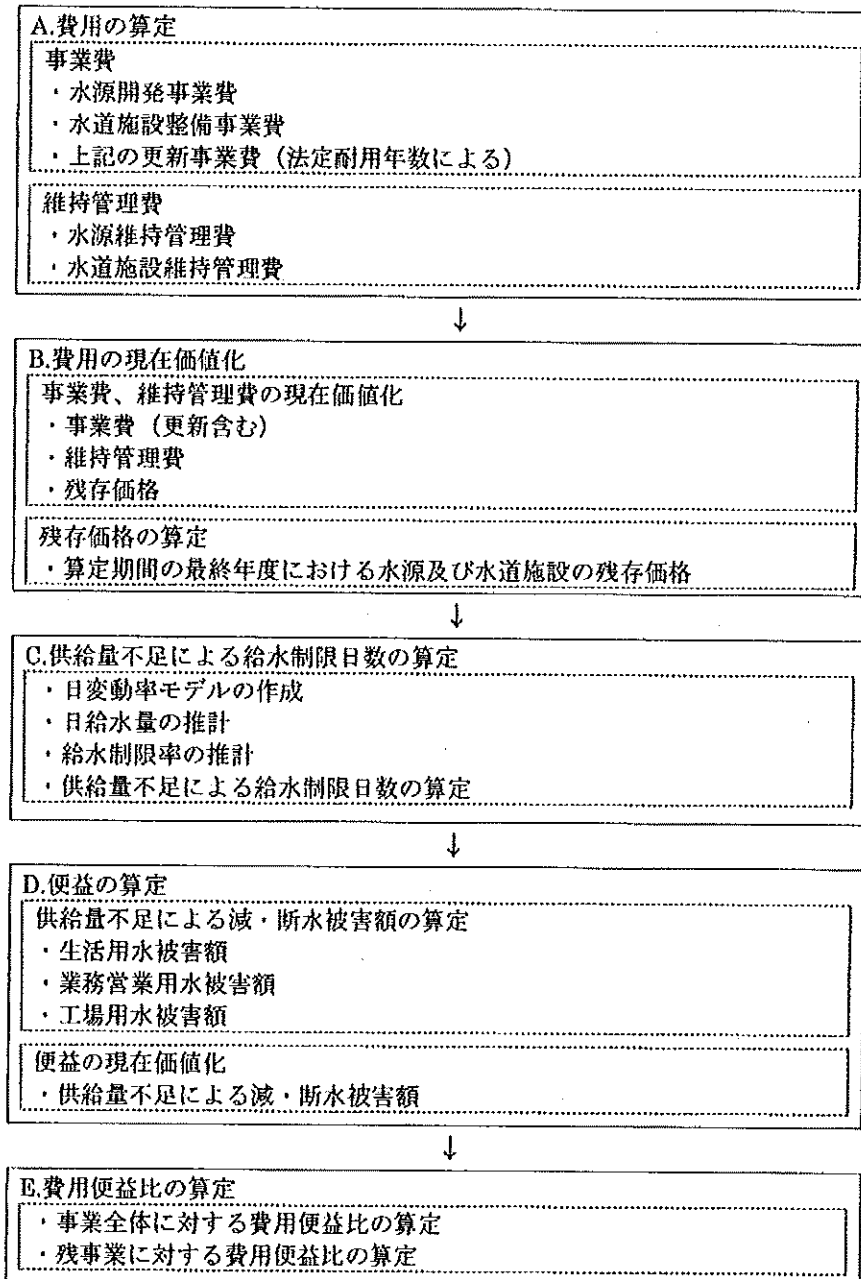 A.費用の算定
事業費
・水源開発事業費
・水道施設整備事業費
・上記の更新事業費（法定耐用年数による）
維持管理費
・水源維持管理費
・水道施設維持管理費
↓
B.費用の現在価値化
事業費、維持管理費の現在価値化
・事業費（更新含む）
・維持管理費
・残存価格
残存価格の算定
・算定期間の最終年度における水源及び水道施設の残存価格
↓
C.供給量不足による給水制限日数の算定
・日変動率モデルの作成
・日給水量の推計
・給水制限率の推計
・供給量不足による給水制限日数の算定
↓
D.便益の算定
供給量不足による減・断水被害額の算定
・生活用水被害額
・業務営業用水被害額
・工場用水被害額
便益の現在価値化
・供給量不足による減・断水被害額
↓
E.費用便益比の算定
・事業全体に対する費用便益比の算定
・残事業に対する費用便益比の算定